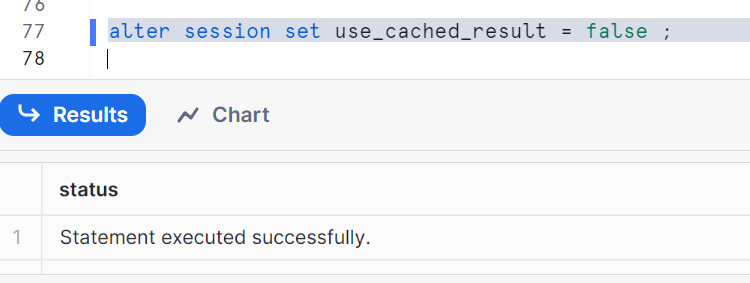 76
77 alter session set use_cached_result = false ;
78
Results Chart
status
1 Statement executed successfully.